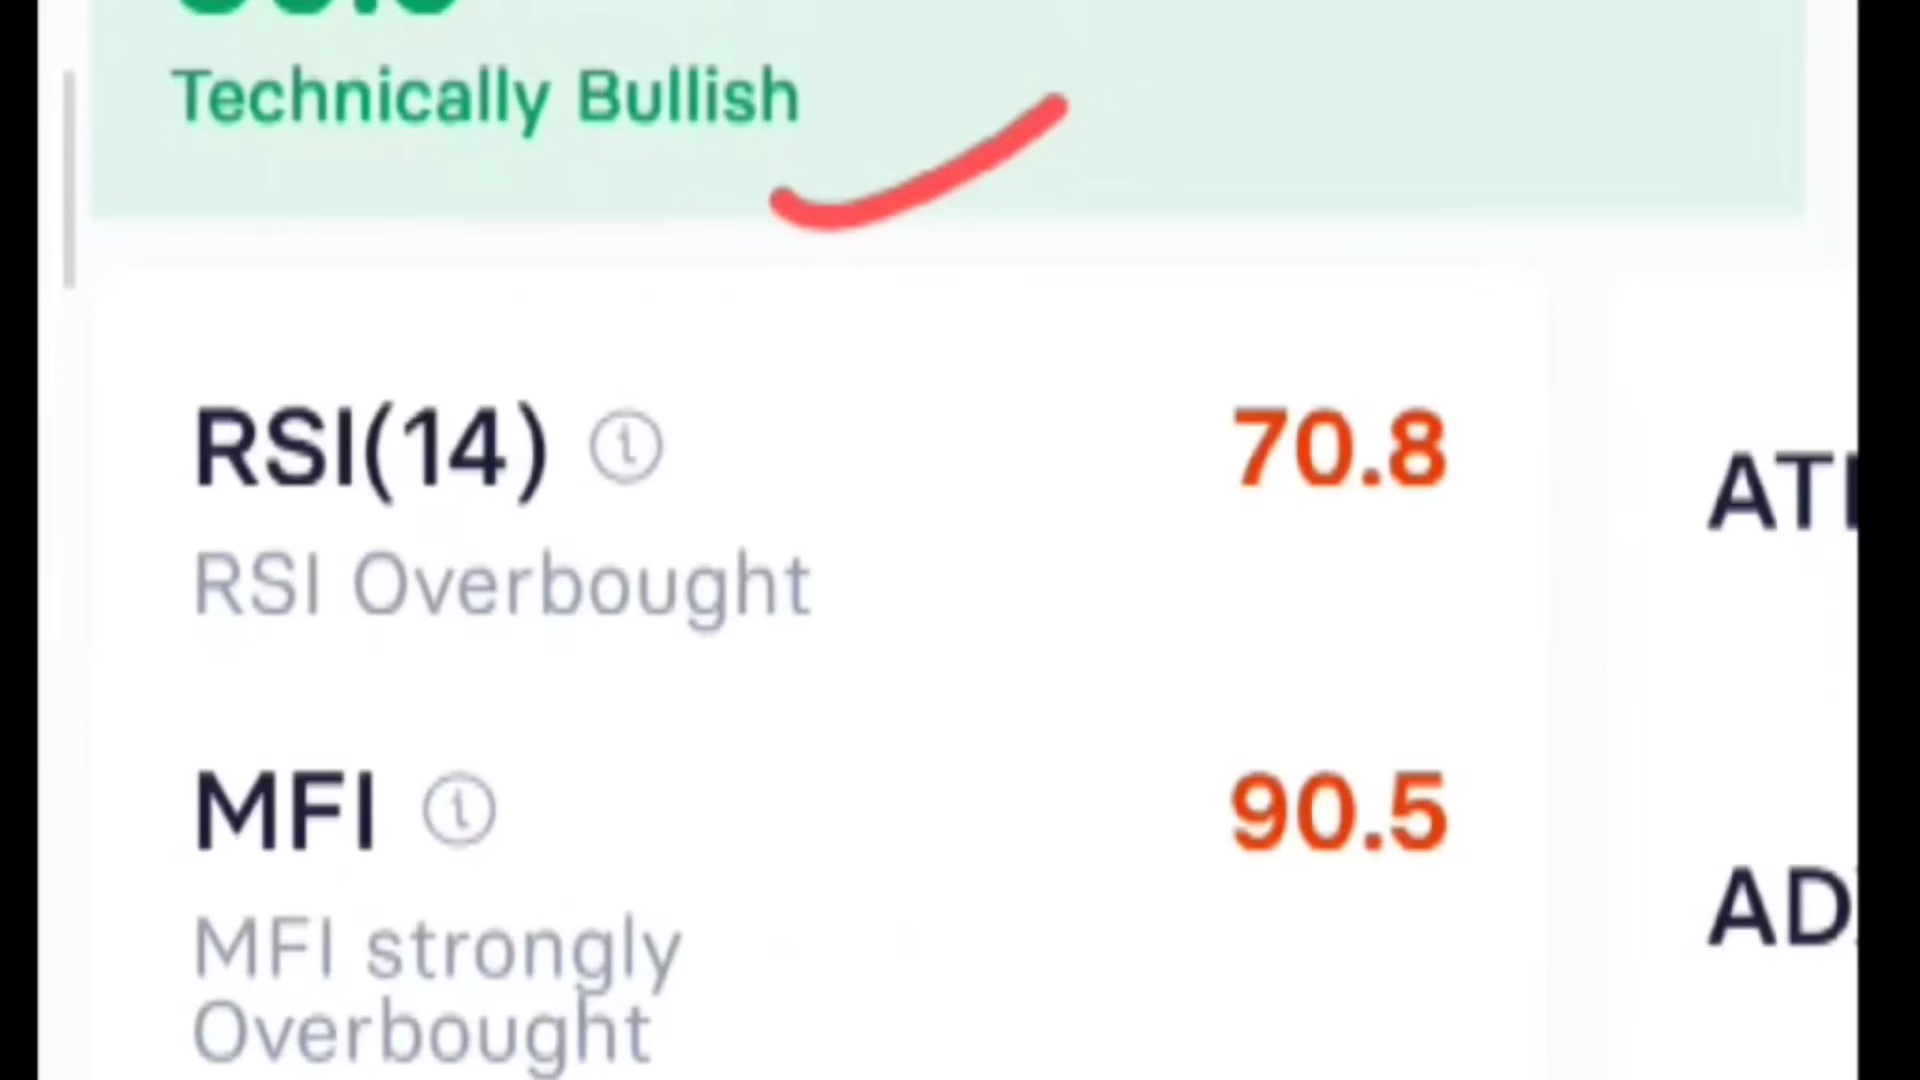 Technically Bullish
RSI(14)
70.8
RSI Overbought
MFI
90.5
MFI strongly
Overbought